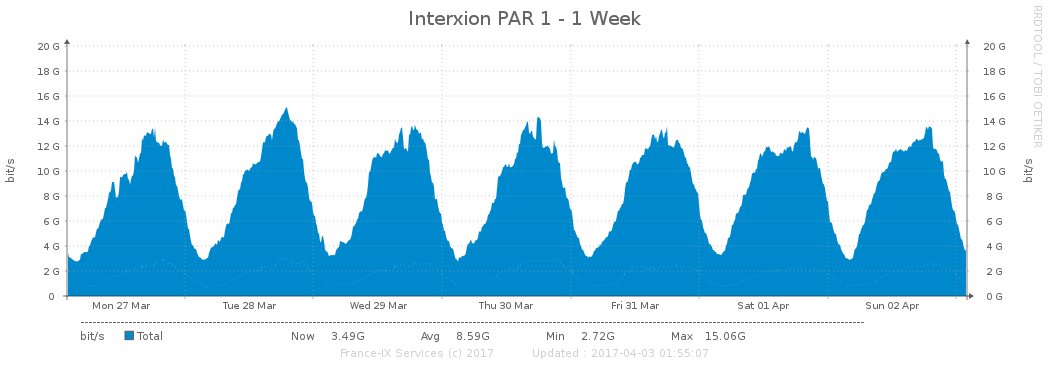 Interxion PAR 1 - 1 Week
RRDTOOL / TOBI OETIKER
20 G 20 G
18 G 18 G
16 G 16 G
14 G 14 G
12 G 12 G
10 G 10 G
8 G 8 G
6 G 6 G
4 G 4 G
2 G 2 G
0 0 G
bit/s
bit/s
Mon 27 Mar Tue 28 Mar Wed 29 Mar Thu 30 Mar Fri 31 Mar Sat 01 Apr Sun 02 Apr
bit/s Total Now 3.49G Avg 8.59G Min 2.72G Max 15.06G
France-IX Services (c) 2017 Updated : 2017-04-03 01:55:07